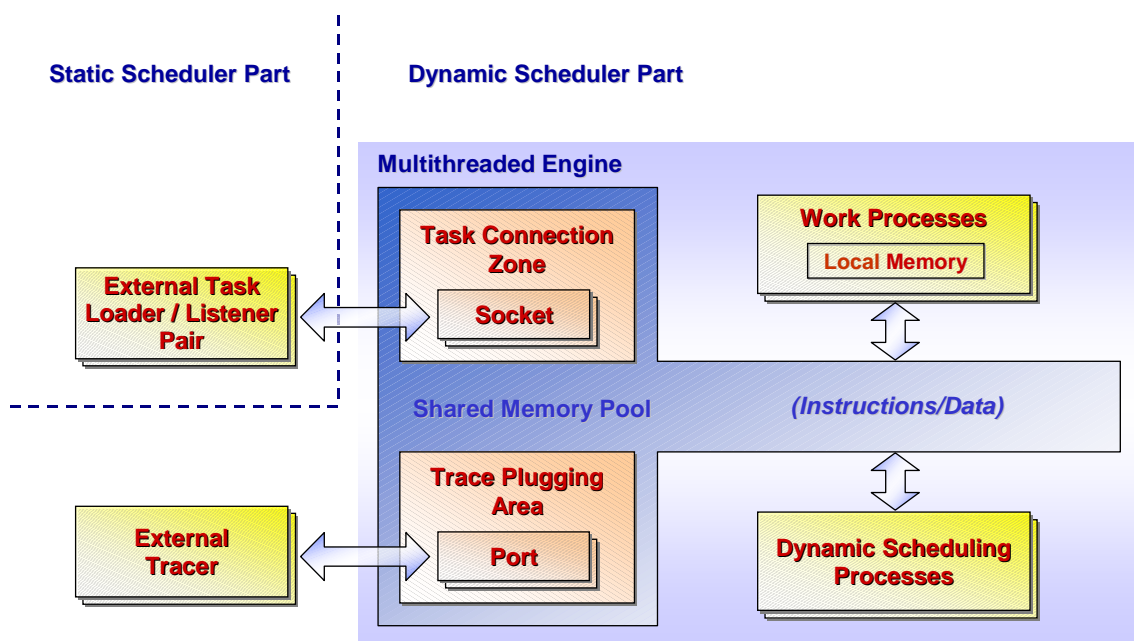 Static Scheduler Part
Dynamic Scheduler Part
Multithreaded Engine
Task Connection
Zone
Socket
Work Processes
Local Memory
External Task
Loader / Listener
Pair
Shared Memory Pool
(Instructions/Data)
Trace Plugging
Area
Port
External
Tracer
Dynamic Scheduling
Processes